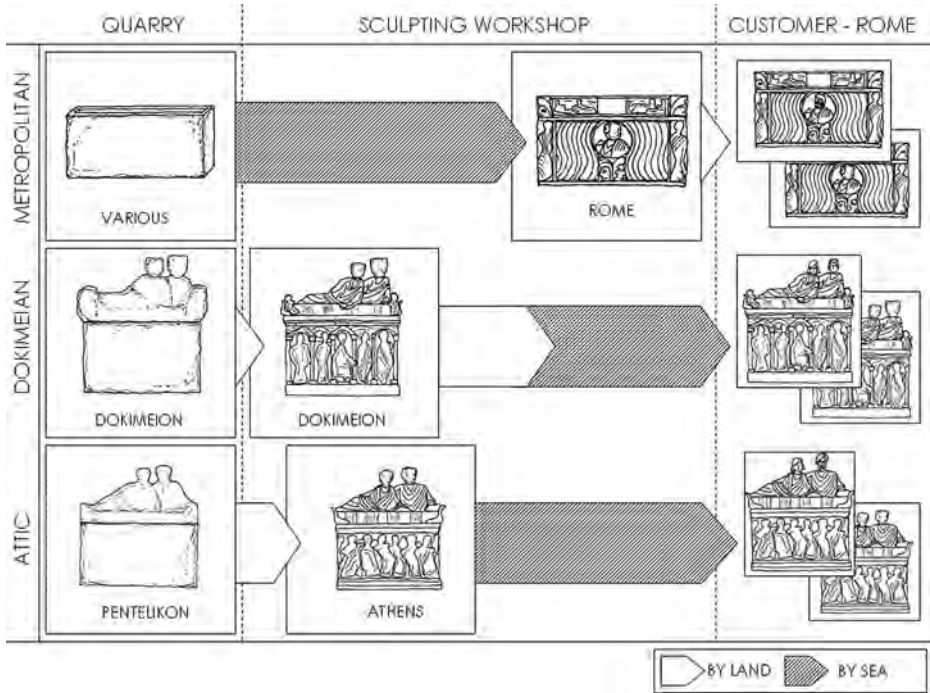 QUARRY
SCULPTING WORKSHOP
CUSTOMER - ROME
METROPOLITAN
VARIOUS
ROME
DOKIMEIAN
DOKIMEION
DOKIMEION
ATTIC
PENTELIKON
ATHENS
BY LAND
BY SEA